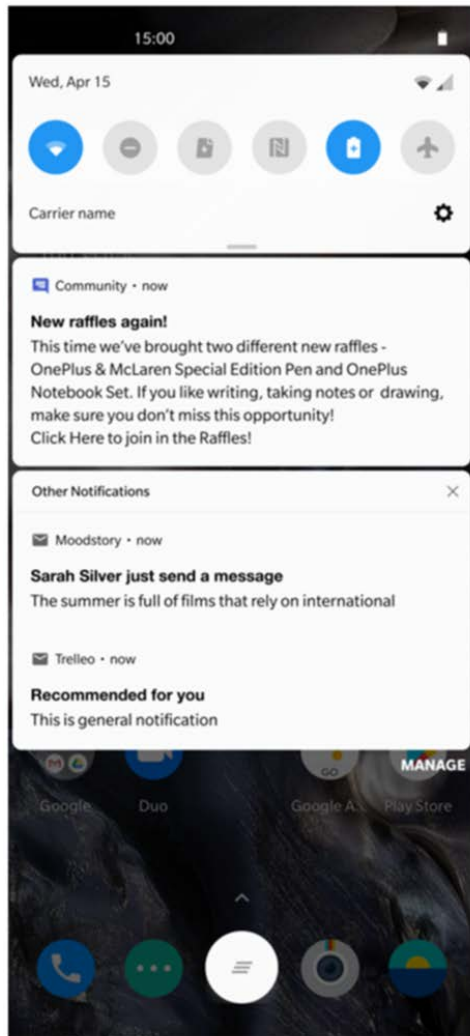 15:00
Wed, Apr 15
Carrier name
Community • now
New raffles again!
This time we've brought two different new raffles -
OnePlus & McLaren Special Edition Pen and OnePlus
Notebook Set. If you like writing, taking notes or drawing,
make sure you don't miss this opportunity!
Click Here to join in the Raffles!
Other Notifications
Moodstory • now
Sarah Silver just send a message
The summer is full of films that rely on international
Trelleo • now
Recommended for you
This is general notification
GO
MANAGE
Google Duo Google A... Play Store